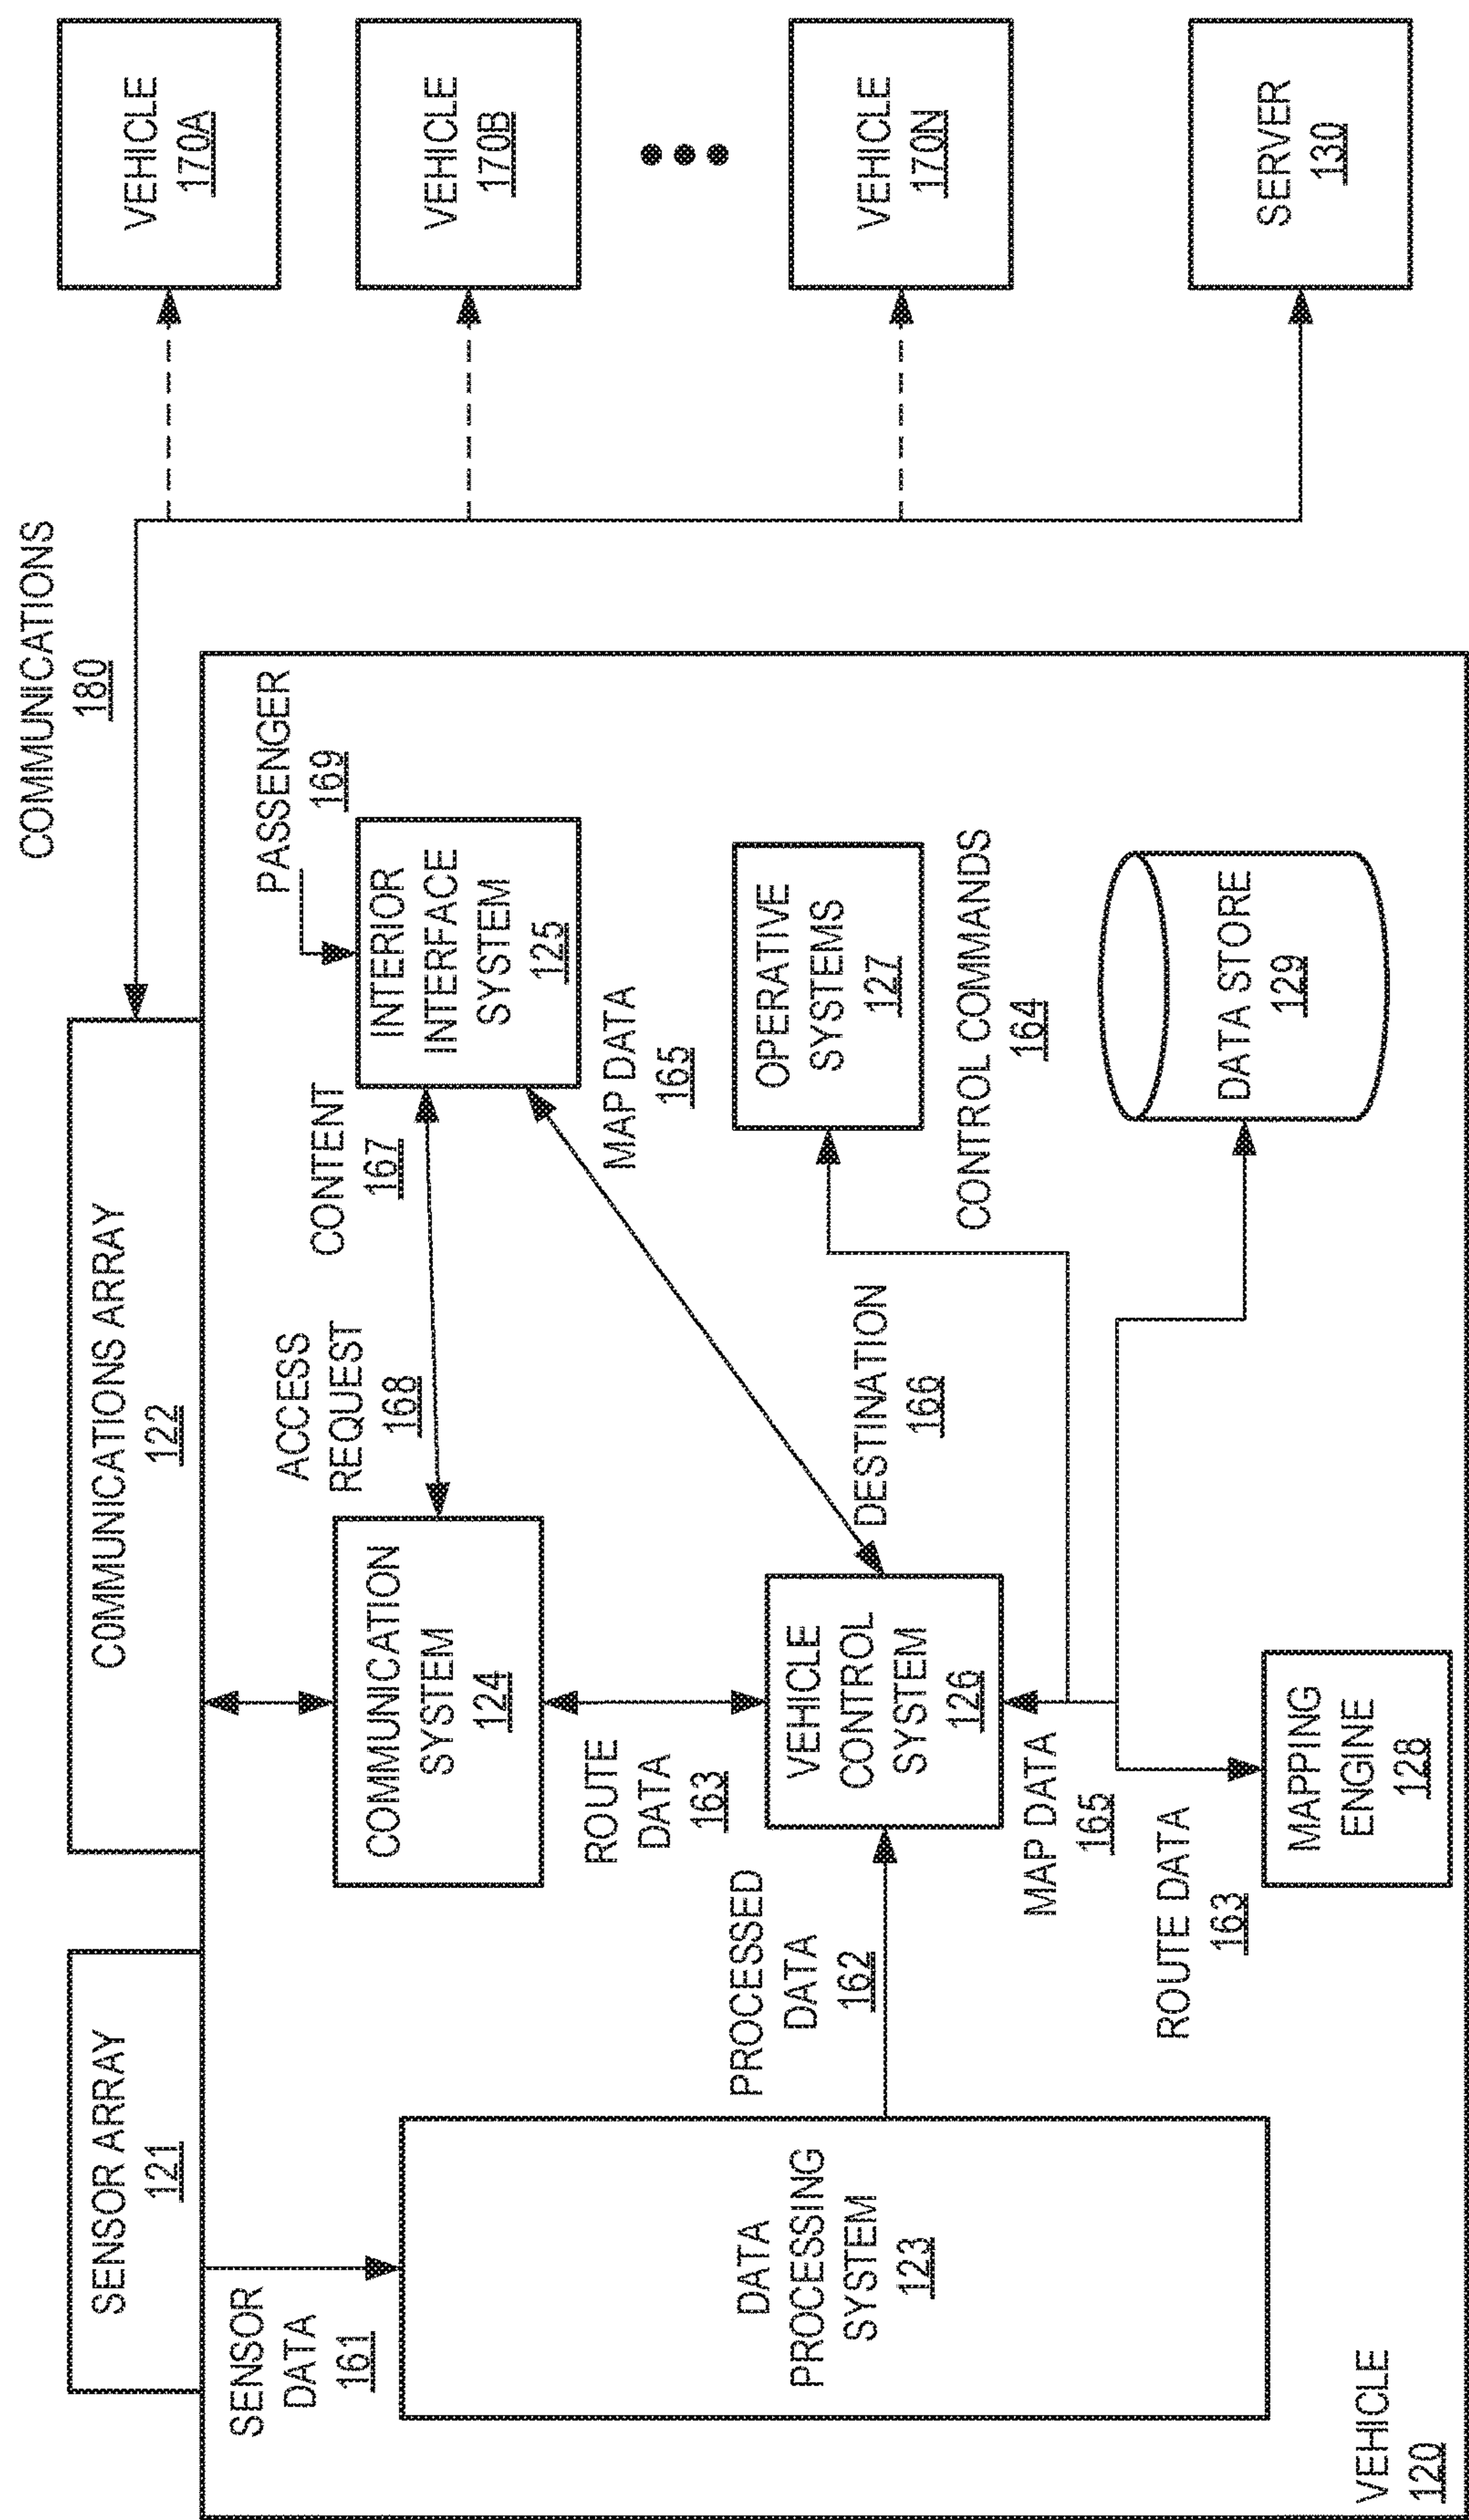 COMMUNICATIONS
180
VEHICLE
170A
VEHICLE
170B
VEHICLE
170N
SERVER
130
SENSOR ARRAY
121
COMMUNICATIONS ARRAY
122
SENSOR
DATA
161
DATA
PROCESSING
SYSTEM
123
PROCESSED
DATA
162
COMMUNICATION
SYSTEM
124
ACCESS
REQUEST
168
CONTENT
167
PASSENGER
169
INTERIOR
INTERFACE
SYSTEM
125
ROUTE
DATA
163
MAP DATA
165
VEHICLE
CONTROL
SYSTEM
126
DESTINATION
166
OPERATIVE
SYSTEMS
127
CONTROL COMMANDS
164
MAP DATA
165
ROUTE DATA
163
MAPPING
ENGINE
128
DATA STORE
129
VEHICLE
120